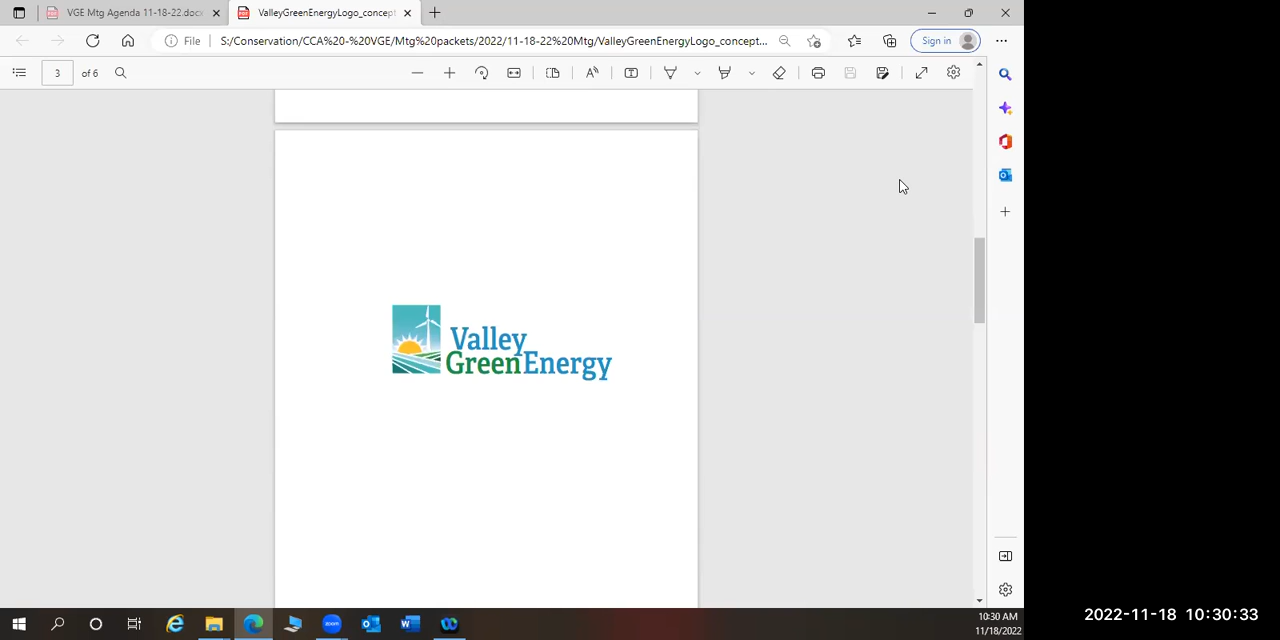 VGE Mtg Agenda 11-18-22.docx
ValleyGreenEnergyLogo_concept
File
S:/Conservation/CCA%20-%20VGE/Mtg%20packets/2022/11-18-22%20Mtg/ValleyGreenEnergyLogo_concept...
Sign in
3 of 6
Valley
GreenEnergy
zoom
10:30 AM
11/18/2022
2022-11-18 10:30:33